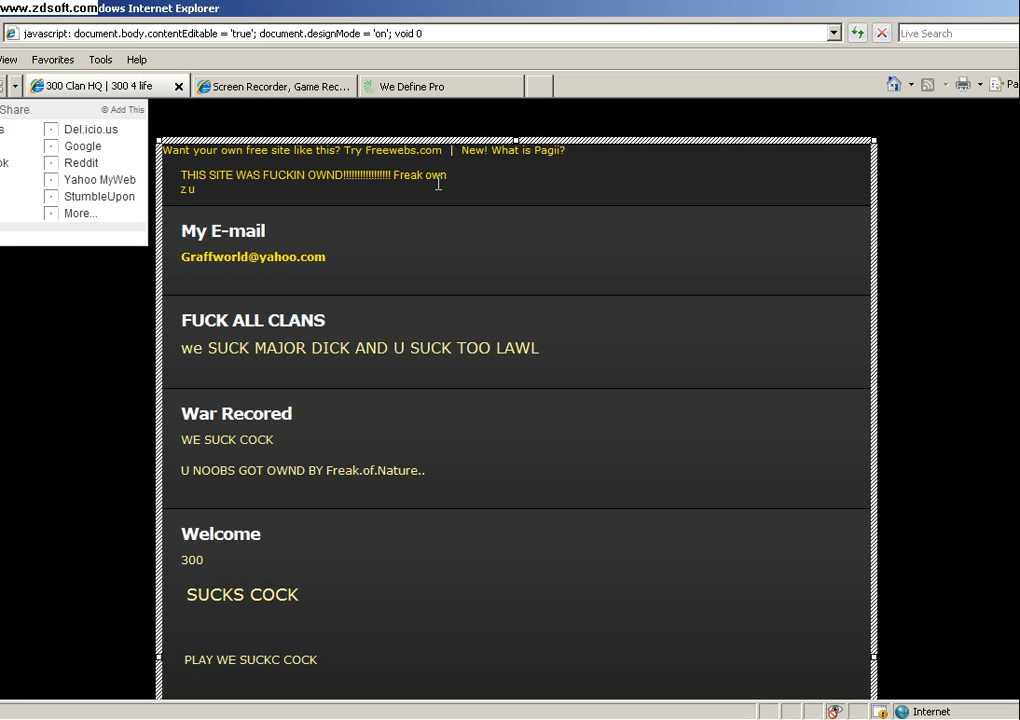 www.zdsoft.com dows Internet Explorer
javascript: document.body.contentEditable = 'true'; document.designMode = 'on'; void 0
Live Search
Favorites Tools Help
300 Clan HQ | 300 4 life
Screen Recorder, Game Rec...
We Define Pro
Share
Add This
Del.icio.us
Google
Reddit
Yahoo MyWeb
StumbleUpon
More...
Want your own free site like this? Try Freewebs.com | New! What is Pagii?
THIS SITE WAS FUCKIN OWND!!!!!!!!!!!!!!!!! Freak own
z u
My E-mail
Graffworld@yahoo.com
FUCK ALL CLANS
we SUCK MAJOR DICK AND U SUCK TOO LAWL
War Recored
WE SUCK COCK
U NOOBS GOT OWND BY Freak.of.Nature..
Welcome
300
SUCKS COCK
PLAY WE SUCKC COCK
Internet